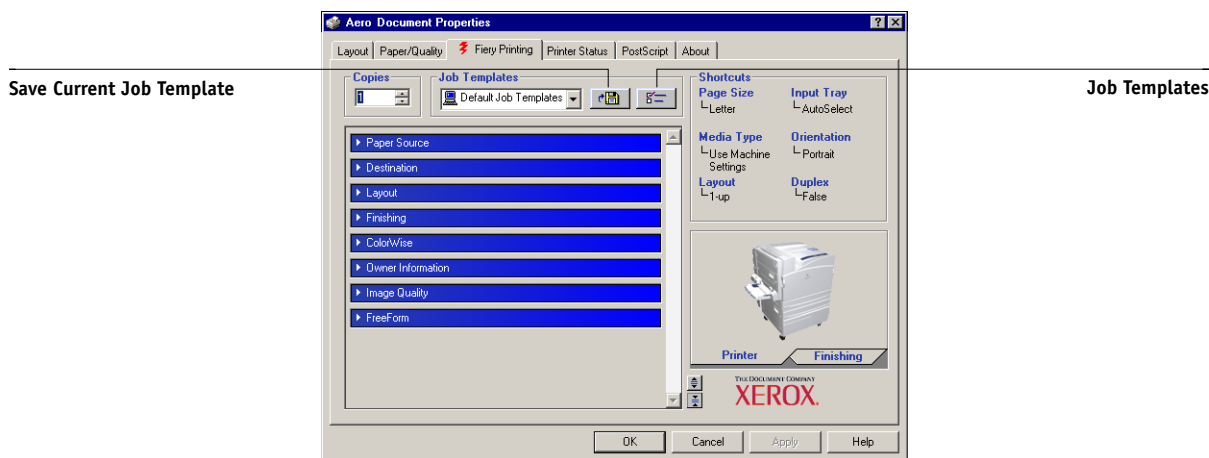 Aero Document Properties
Layout Paper/Quality Fiery Printing Printer Status PostScript About
Save Current Job Template
Job Templates
Copies
1
Job Templates
Default Job Templates
Shortcuts
Page Size Input Tray
Letter AutoSelect
Media Type Orientation
Use Machine Settings Portrait
Layout Duplex
1-up False
Paper Source
Destination
Layout
Finishing
ColorWise
Owner Information
Image Quality
FreeForm
Printer Finishing
THE DOCUMENT COMPANY
XEROX.
OK Cancel Apply Help